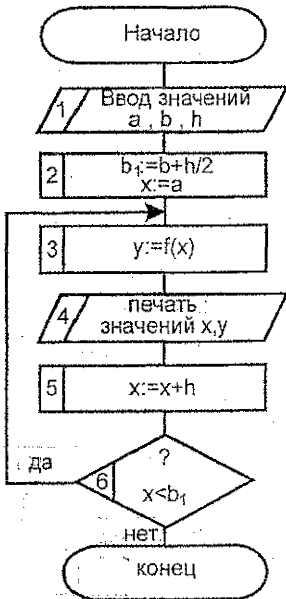 Начало
1 Ввод значений
a , b , h
2 b₁:=b+h/2
x:=a
3 y:=f(x)
4 печать
значений x,y
5 x:=x+h
?
да
6 x<b₁
нет
конец